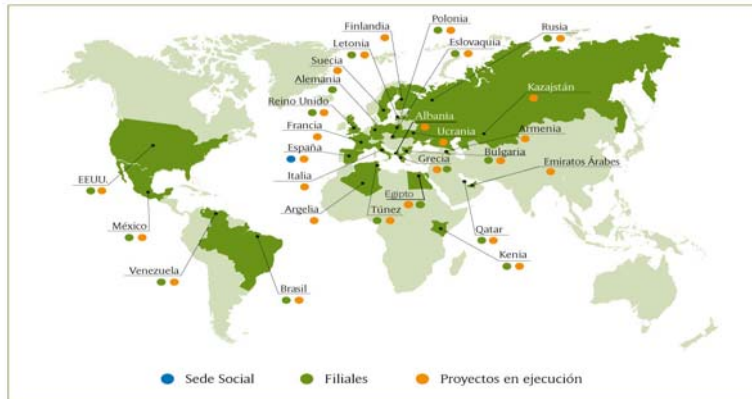 Finlandia
Polonia
Letonia
Eslovaquia
Rusia
Suecia
Alemania
Kazajstán
Reino Unido
Albania
Francia
Ucrania
Armenia
España
Bulgaria
Grecia
Emiratos Árabes
EEUU.
Italia
Egipto
Argelia
Túnez
Qatar
México
Kenia
Venezuela
Brasil
Sede Social
Filiales
Proyectos en ejecución